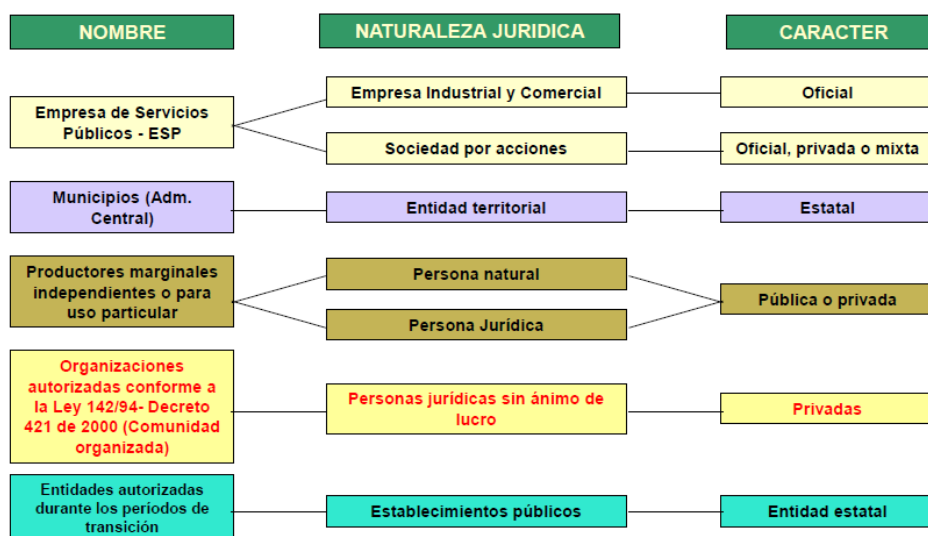 NOMBRE
NATURALEZA JURIDICA
CARACTER
Empresa de Servicios
Públicos - ESP
Empresa Industrial y Comercial
Oficial
Sociedad por acciones
Oficial, privada o mixta
Municipios (Adm.
Central)
Entidad territorial
Estatal
Productores marginales
independientes o para
uso particular
Persona natural
Persona Jurídica
Pública o privada
Organizaciones
autorizadas conforme a
la Ley 142/94- Decreto
421 de 2000 (Comunidad
organizada)
Personas jurídicas sin ánimo de
lucro
Privadas
Entidades autorizadas
durante los períodos de
transición
Establecimientos públicos
Entidad estatal